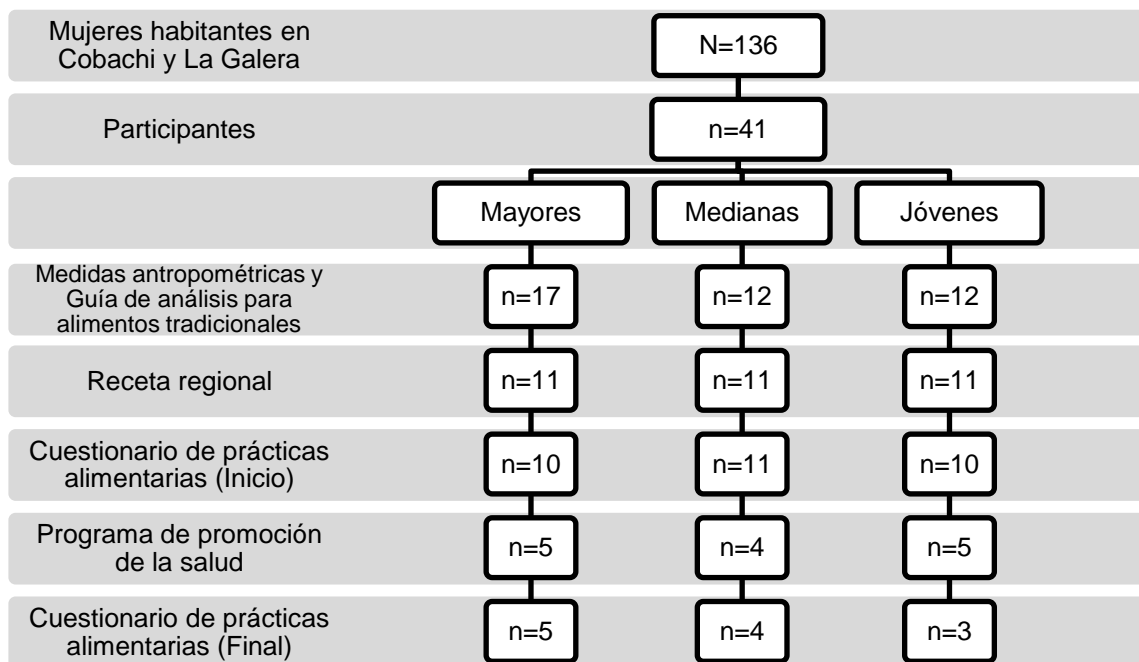 Mujeres habitantes en
Cobachi y La Galera
N=136
Participantes
n=41
Mayores
Medianas
Jóvenes
Medidas antropométricas y
Guía de análisis para
alimentos tradicionales
n=17
n=12
n=12
Receta regional
n=11
n=11
n=11
Cuestionario de prácticas
alimentarias (Inicio)
n=10
n=11
n=10
Programa de promoción
de la salud
n=5
n=4
n=5
Cuestionario de prácticas
alimentarias (Final)
n=5
n=4
n=3